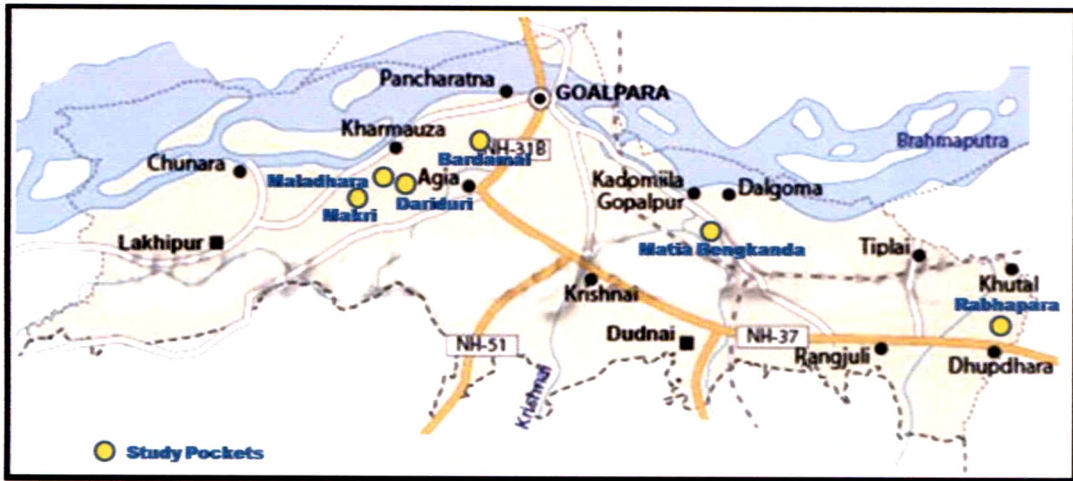 Pancharatna
GOALPARA
Kharmauza
Bardamal
NH-31B
Brahmaputra
Chunara
Maladhara
Agia
Dariduri
Makri
Kadomiila
Gopalpur
Dalgoma
Lakhipur
Matia Bengkanda
Tiplai
Krishnai
Khutal
Rabhapara
NH-51
Dudnai
NH-37
Rangjuli
Dhupdhara
Krishnai
Study Pockets